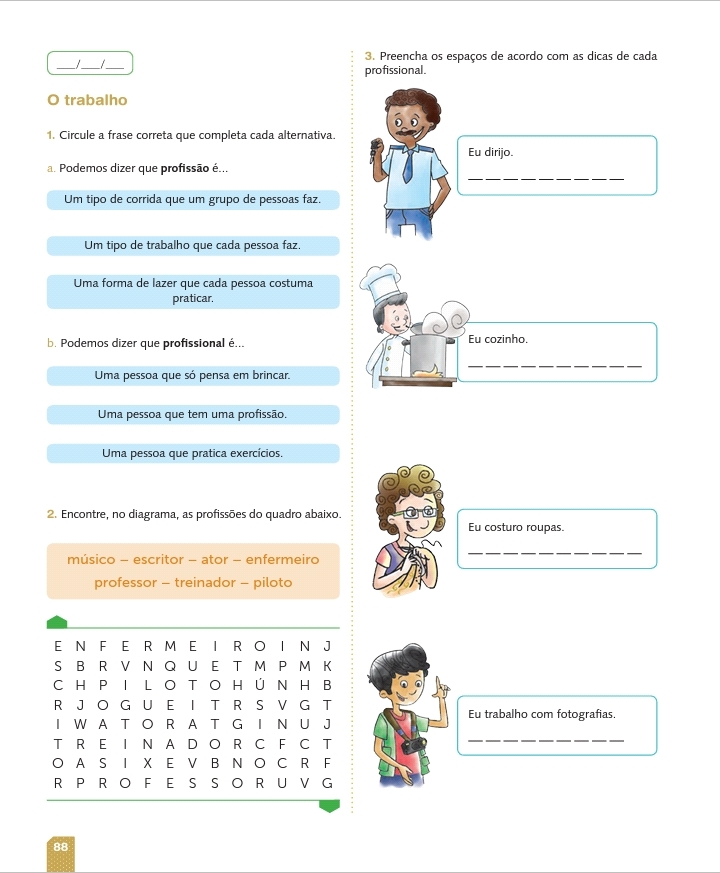 ___/___/___
O trabalho
1. Circule a frase correta que completa cada alternativa.
a. Podemos dizer que profissão é...
Um tipo de corrida que um grupo de pessoas faz.
Um tipo de trabalho que cada pessoa faz.
Uma forma de lazer que cada pessoa costuma
praticar.
b. Podemos dizer que profissional é...
Uma pessoa que só pensa em brincar.
Uma pessoa que tem uma profissão.
Uma pessoa que pratica exercícios.
2. Encontre, no diagrama, as profissões do quadro abaixo.
músico – escritor – ator – enfermeiro
professor – treinador – piloto
E N F E R M E I R O I N J
S B R V N Q U E T M P M K
C H P I L O T O H Ú N H B
R J O G U E I T R S V G T
I W A T O R A T G I N U J
T R E I N A D O R C F C T
O A S I X E V B N O C R F
R P R O F E S S O R U V G
3. Preencha os espaços de acordo com as dicas de cada
profissional.
Eu dirijo.
_ _ _ _ _ _ _ _ _
Eu cozinho.
_ _ _ _ _ _ _ _ _ _
Eu costuro roupas.
_ _ _ _ _ _ _ _ _ _
Eu trabalho com fotografias.
_ _ _ _ _ _ _ _ _
88